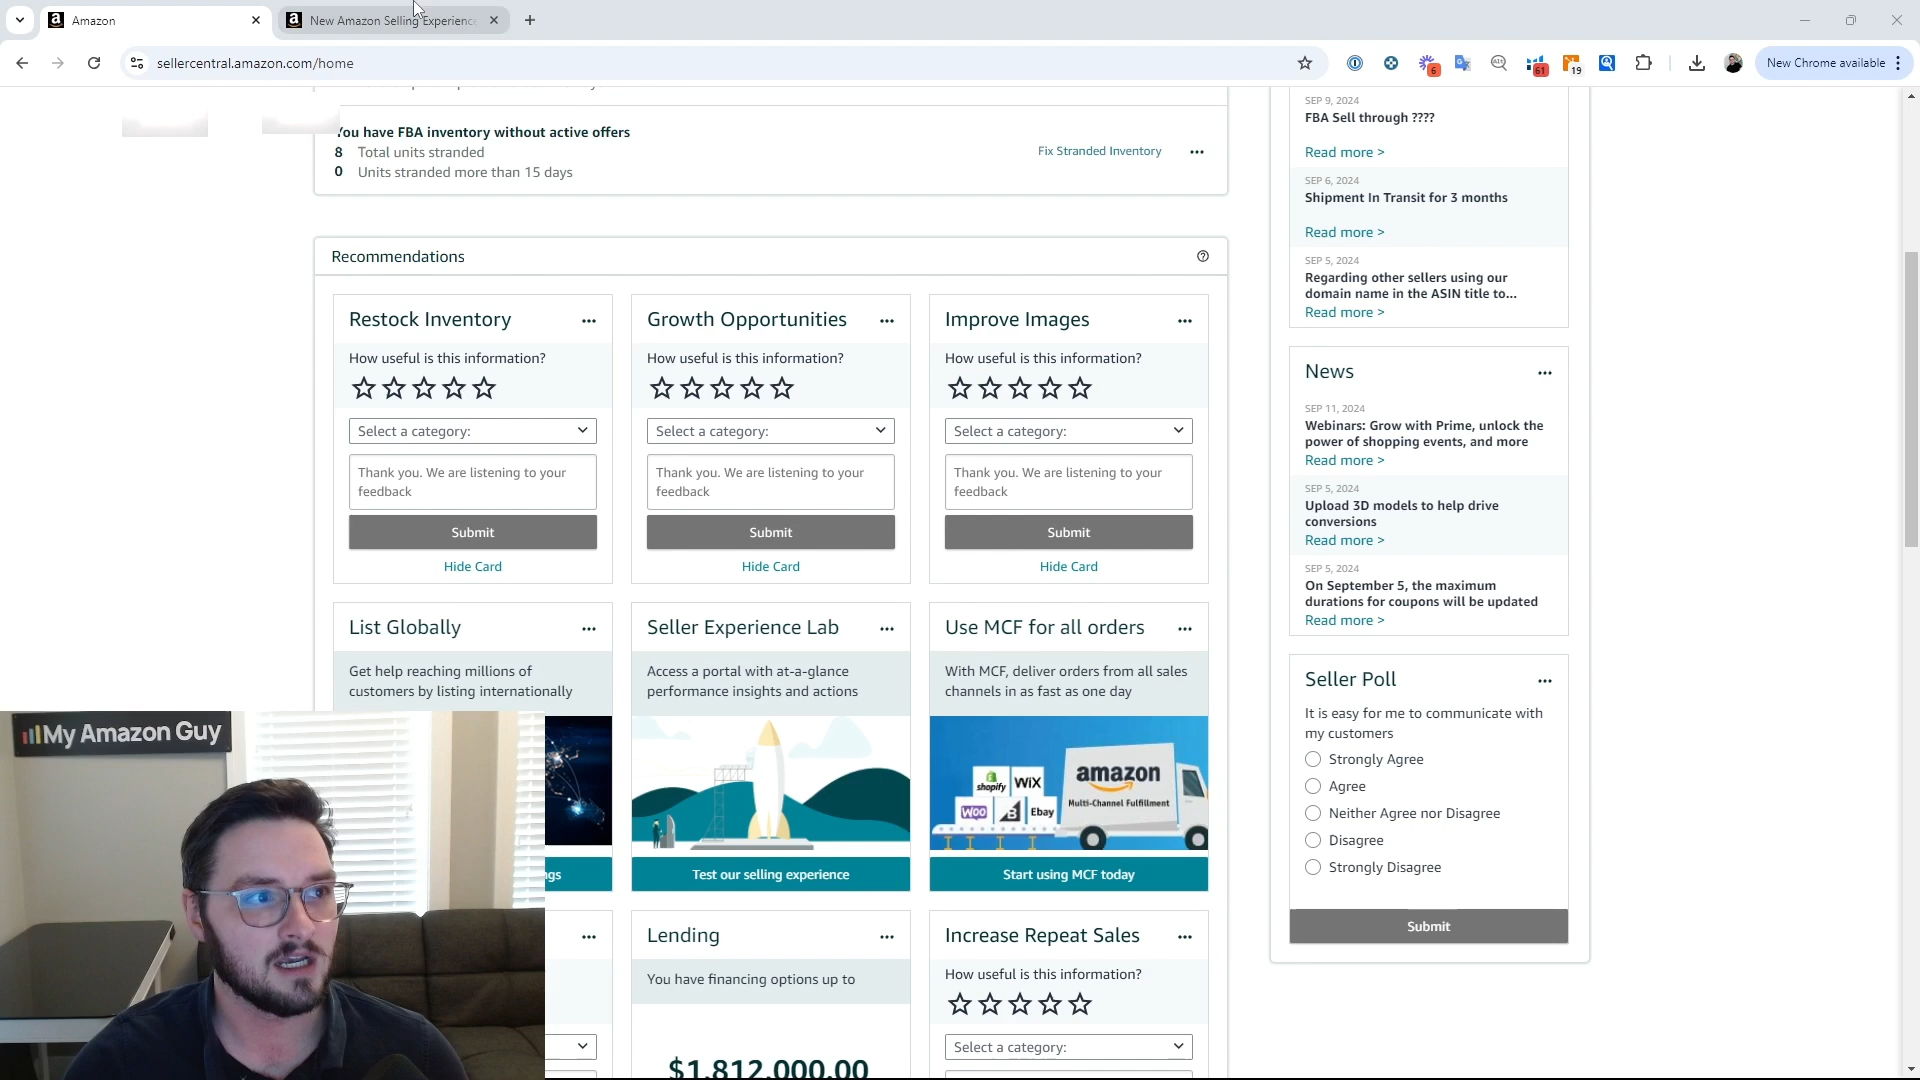 Amazon
New Amazon Selling Experience
sellercentral.amazon.com/home
6
61
19
New Chrome available
You have FBA inventory without active offers
8 Total units stranded
0 Units stranded more than 15 days
Fix Stranded Inventory
Recommendations
Restock Inventory
How useful is this information?
Select a category:
Thank you. We are listening to your
feedback
Submit
Hide Card
Growth Opportunities
How useful is this information?
Select a category:
Thank you. We are listening to your
feedback
Submit
Hide Card
Improve Images
How useful is this information?
Select a category:
Thank you. We are listening to your
feedback
Submit
Hide Card
List Globally
Get help reaching millions of
customers by listing internationally
ngs
Seller Experience Lab
Access a portal with at-a-glance
performance insights and actions
Test our selling experience
Use MCF for all orders
With MCF, deliver orders from all sales
channels in as fast as one day
shopify
WiX
Woo
B
Ebay
amazon
Multi-Channel Fulfillment
Start using MCF today
Lending
You have financing options up to
$1,812,000.00
Increase Repeat Sales
How useful is this information?
Select a category:
SEP 9, 2024
FBA Sell through ????
Read more >
SEP 6, 2024
Shipment In Transit for 3 months
Read more >
SEP 5, 2024
Regarding other sellers using our
domain name in the ASIN title to...
Read more >
News
SEP 11, 2024
Webinars: Grow with Prime, unlock the
power of shopping events, and more
Read more >
SEP 5, 2024
Upload 3D models to help drive
conversions
Read more >
SEP 5, 2024
On September 5, the maximum
durations for coupons will be updated
Read more >
Seller Poll
It is easy for me to communicate with
my customers
Strongly Agree
Agree
Neither Agree nor Disagree
Disagree
Strongly Disagree
Submit
My Amazon Guy